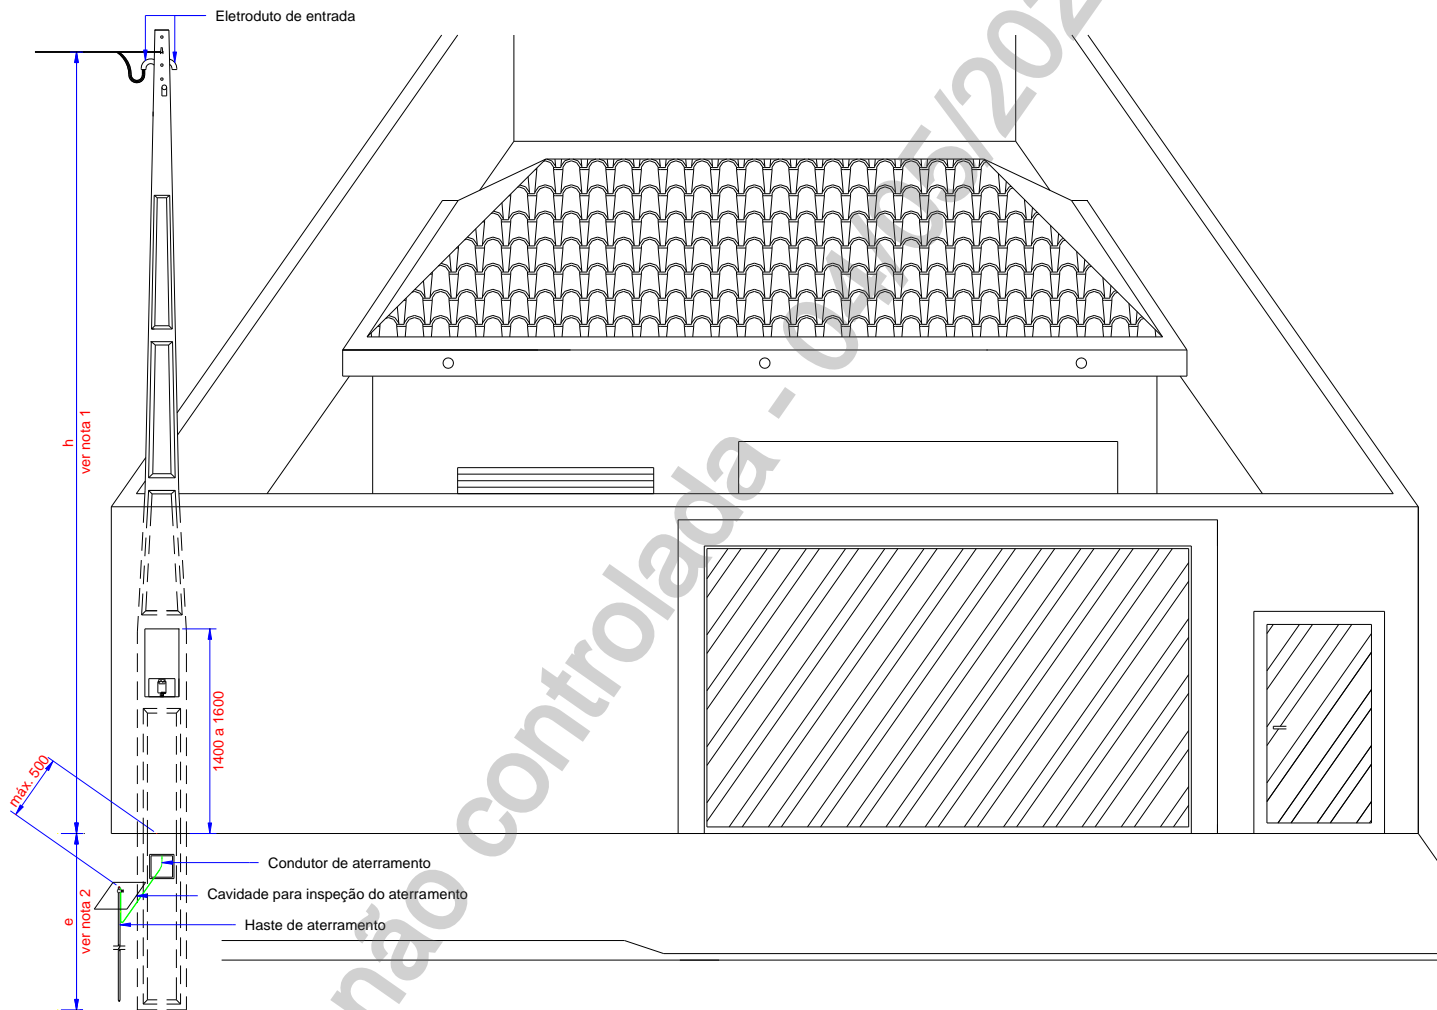 Eletroduto de entrada
h
ver nota 1
1400 a 1600
máx. 500
Condutor de aterramento
Cavidade para inspeção do aterramento
Haste de aterramento
e
ver nota 2
não controlada - 04/05/202